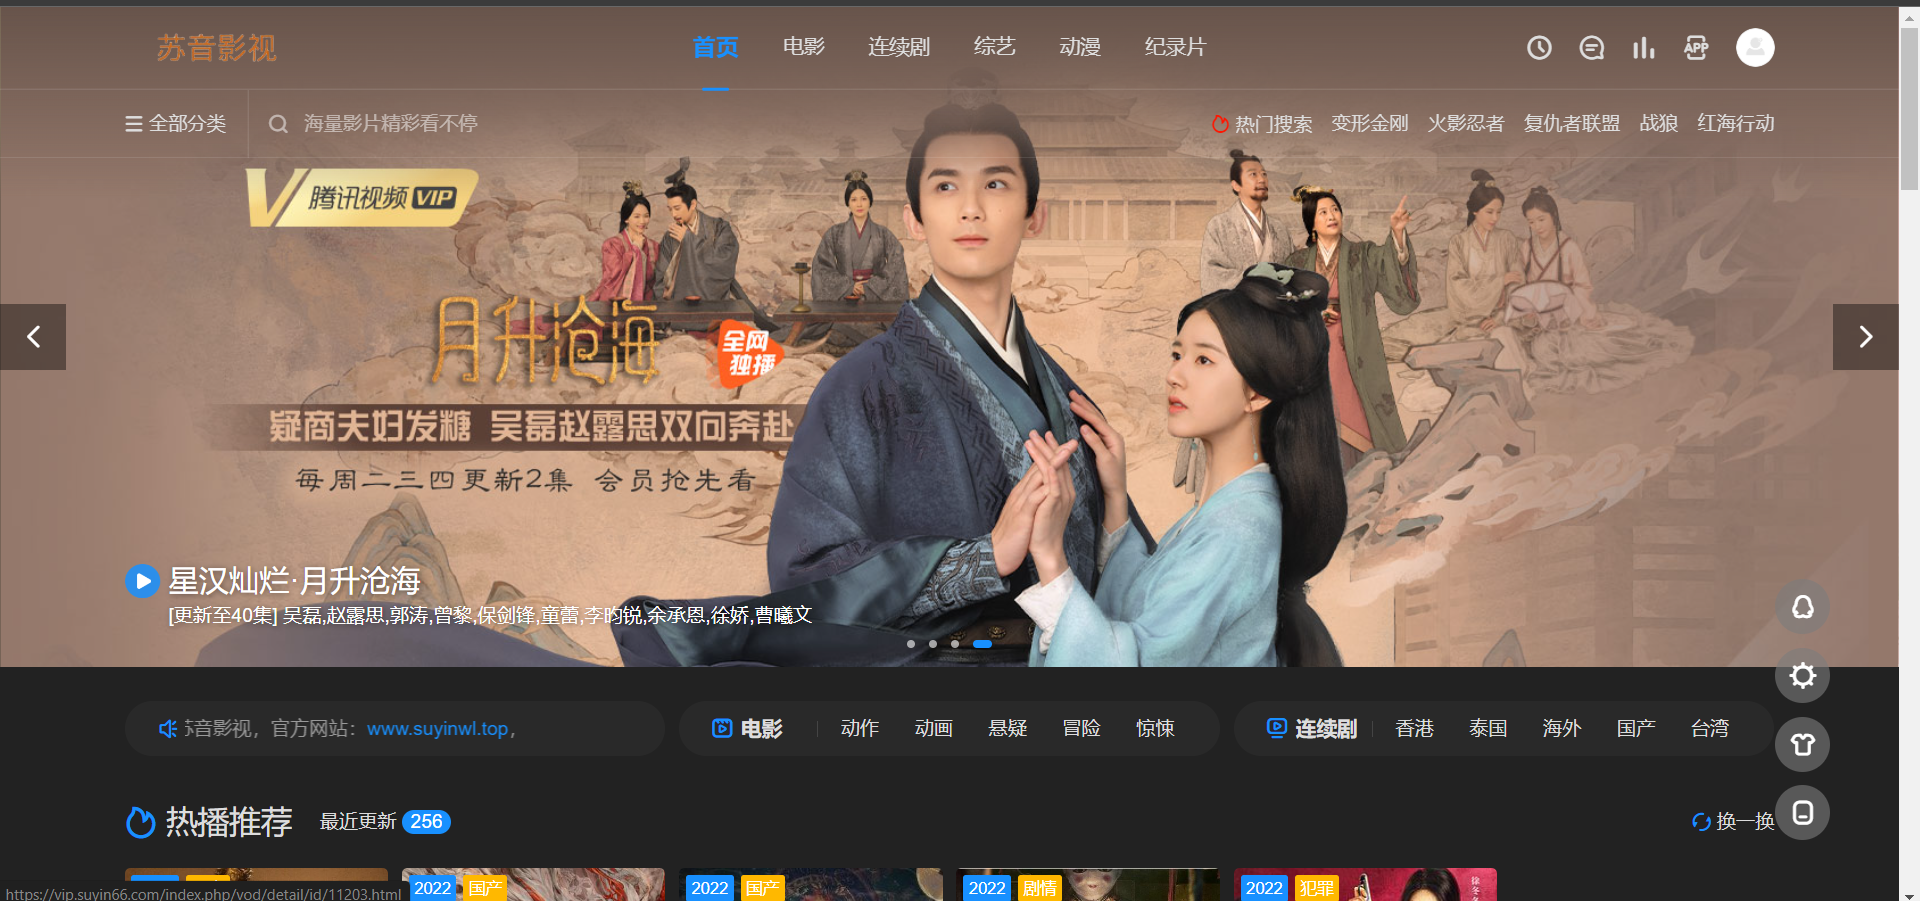 苏音影视
首页 电影 连续剧 综艺 动漫 纪录片
APP
全部分类 海量影片精彩看不停
热门搜索 变形金刚 火影忍者 复仇者联盟 战狼 红海行动
腾讯视频 VIP
月升沧海
全网
独播
疑商夫妇发糖 吴磊赵露思双向奔赴
每周二三四更新2集 会员抢先看
星汉灿烂·月升沧海
[更新至40集] 吴磊,赵露思,郭涛,曾黎,保剑锋,童蕾,李昀锐,余承恩,徐娇,曹曦文
音影视，官方网站：www.suyinwl.top，
电影 动作 动画 悬疑 冒险 惊悚
连续剧 香港 泰国 海外 国产 台湾
热播推荐 最近更新 256
换一换
2022 国产
2022 国产
2022 剧情
2022 犯罪
https://vip.suyin66.com/index.php/vod/detail/id/11203.html